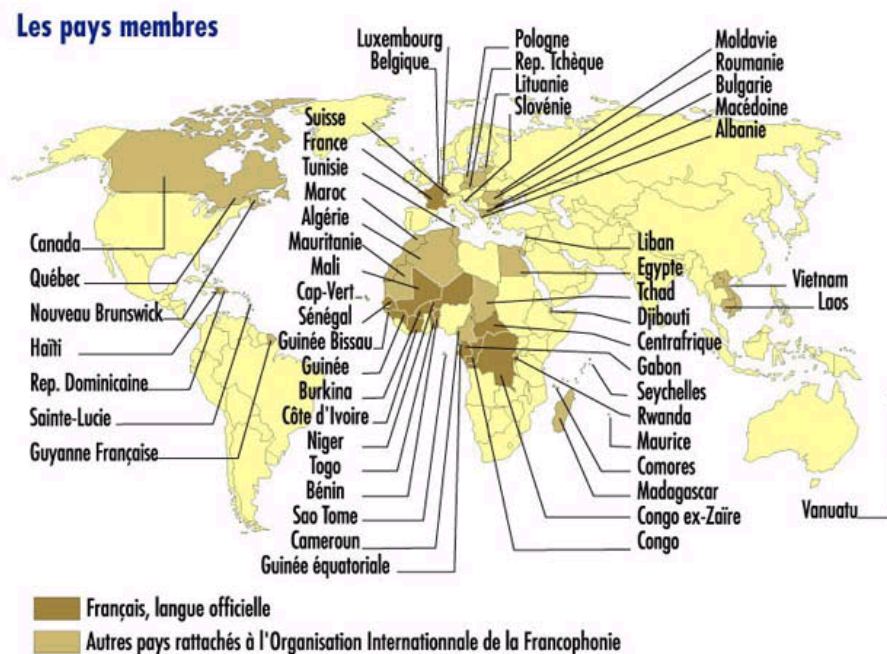 Les pays membres
Luxembourg
Belgique
Pologne
Rep. Tchèque
Lituanie
Slovénie
Moldavie
Roumanie
Bulgarie
Macédoine
Albanie
Suisse
France
Tunisie
Maroc
Algérie
Mauritanie
Mali
Cap-Vert
Sénégal
Guinée Bissau
Guinée
Burkina
Côte d'Ivoire
Niger
Togo
Bénin
Sao Tome
Cameroun
Guinée équatoriale
Canada
Québec
Nouveau Brunswick
Haïti
Rep. Dominicaine
Sainte-Lucie
Guyanne Française
Liban
Egypte
Tchad
Djibouti
Centrafrique
Gabon
Seychelles
Rwanda
Maurice
Comores
Madagascar
Congo ex-Zaïre
Congo
Vietnam
Laos
Vanuatu
Français, langue officielle
Autres pays rattachés à l'Organisation Internationnale de la Francophonie